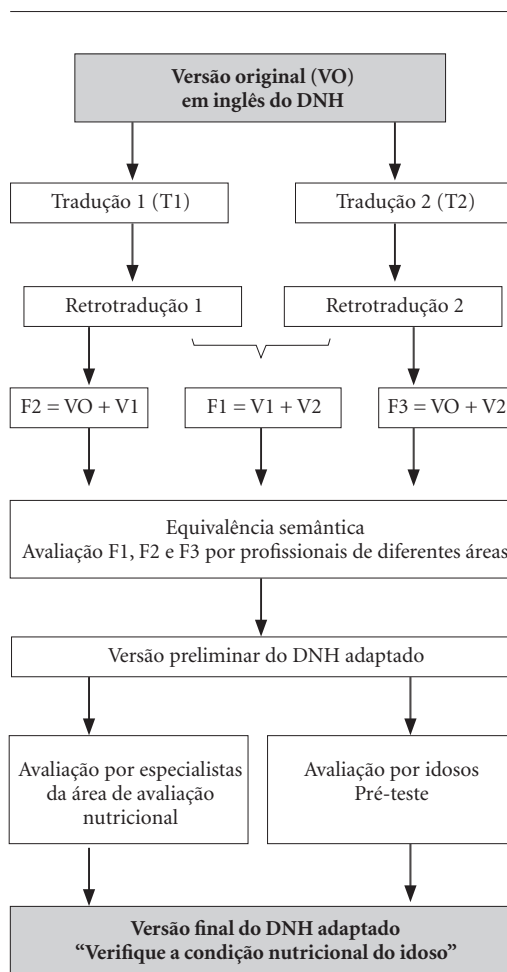 Versão original (VO)
em inglês do DNH
Tradução 1 (T1)
Tradução 2 (T2)
Retrotradução 1
Retrotradução 2
F2 = VO + V1
F1 = V1 + V2
F3 = VO + V2
Equivalência semântica
Avaliação F1, F2 e F3 por profissionais de diferentes áreas
Versão preliminar do DNH adaptado
Avaliação por especialistas
da área de avaliação
nutricional
Avaliação por idosos
Pré-teste
Versão final do DNH adaptado
“Verifique a condição nutricional do idoso”